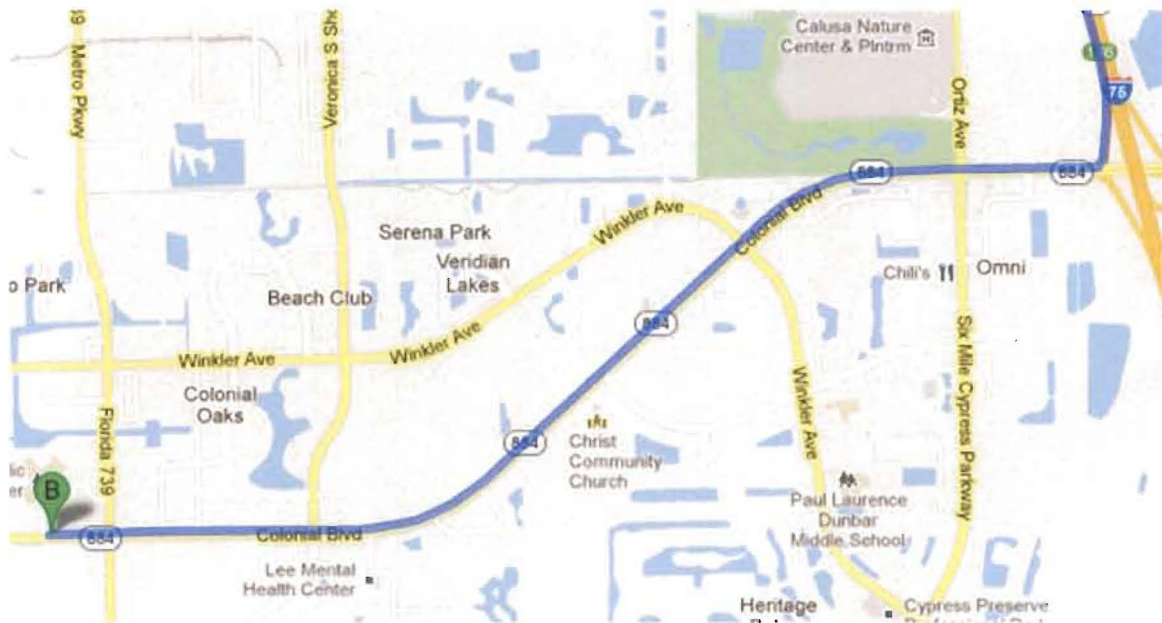 Metro Pkwy
Veronica S Sho
Calusa Nature
Center & Plntrm
Ortiz Ave
75
884
884
Colonial Blvd
Winkler Ave
Serena Park
Veridian
Lakes
Beach Club
o Park
Chili's
Omni
884
Winkler Ave
Winkler Ave
Colonial
Oaks
Winkler Ave
Six Mile Cypress Parkway
Florida 739
884
Christ
Community
Church
lic
er
B
884
Colonial Blvd
Paul Laurence
Dunbar
Middle School
Lee Mental
Health Center
Heritage
Cypress Preserve